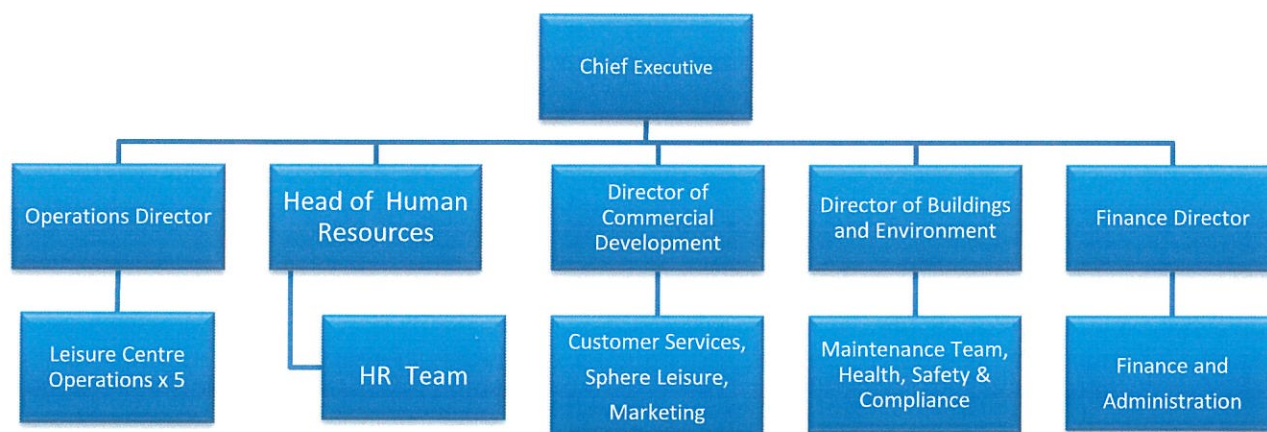 Chief Executive
Operations Director
Head of Human
Resources
Director of
Commercial
Development
Director of Buildings
and Environment
Finance Director
Leisure Centre
Operations x 5
HR Team
Customer Services,
Sphere Leisure,
Marketing
Maintenance Team,
Health, Safety &
Compliance
Finance and
Administration